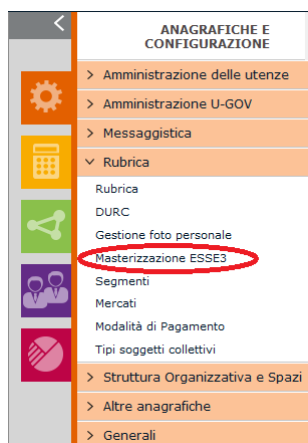 <
ANAGRAFICHE E
CONFIGURAZIONE
> Amministrazione delle utenze
> Amministrazione U-GOV
> Messaggistica
∨ Rubrica
Rubrica
DURC
Gestione foto personale
Masterizzazione ESSE3
Segmenti
Mercati
Modalità di Pagamento
Tipi soggetti collettivi
> Struttura Organizzativa e Spazi
> Altre anagrafiche
> Generali